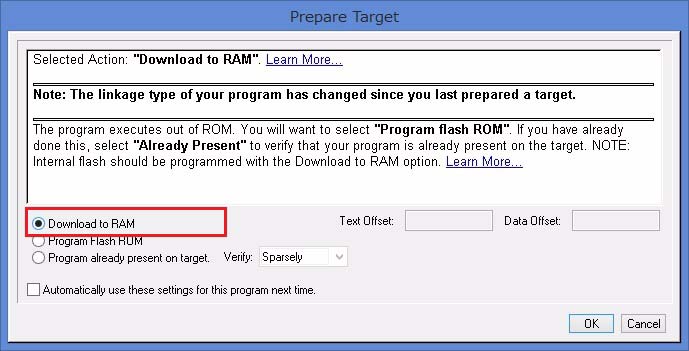 Prepare Target
Selected Action: "Download to RAM". Learn More...
Note: The linkage type of your program has changed since you last prepared a target.
The program executes out of ROM. You will want to select "Program flash ROM". If you have already
done this, select "Already Present" to verify that your program is already present on the target. NOTE:
Internal flash should be programmed with the Download to RAM option. Learn More...
Download to RAM
Text Offset:
Data Offset:
Program Flash ROM
Program already present on target.
Verify:
Sparsely
Automatically use these settings for this program next time.
OK
Cancel